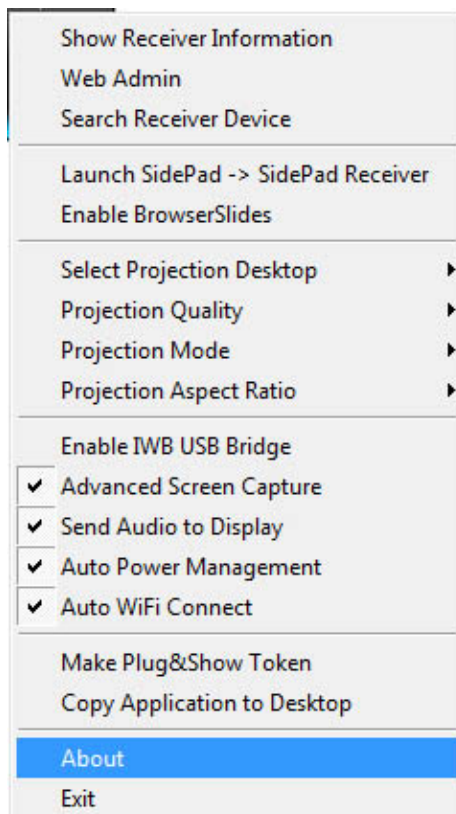 Show Receiver Information
Web Admin
Search Receiver Device
Launch SidePad -> SidePad Receiver
Enable BrowserSlides
Select Projection Desktop
Projection Quality
Projection Mode
Projection Aspect Ratio
Enable IWB USB Bridge
Advanced Screen Capture
Send Audio to Display
Auto Power Management
Auto WiFi Connect
Make Plug&Show Token
Copy Application to Desktop
About
Exit